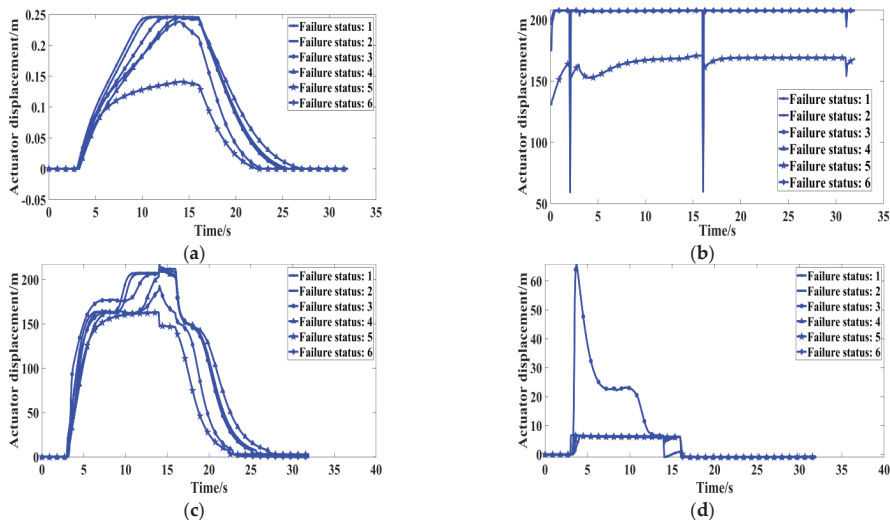 Actuator displacement/m
0.25
0.2
0.15
0.1
0.05
0
-0.05
0 5 10 15 20 25 30 35
Time/s
Failure status: 1
Failure status: 2
Failure status: 3
Failure status: 4
Failure status: 5
Failure status: 6
(a)
Actuator displacement/m
200
150
100
50
0 5 10 15 20 25 30 35
Time/s
Failure status: 1
Failure status: 2
Failure status: 3
Failure status: 4
Failure status: 5
Failure status: 6
(b)
Actuator displacement/m
200
150
100
50
0
0 5 10 15 20 25 30 35 40
Time/s
Failure status: 1
Failure status: 2
Failure status: 3
Failure status: 4
Failure status: 5
Failure status: 6
(c)
Actuator displacement/m
60
50
40
30
20
10
0
0 5 10 15 20 25 30 35 40
Time/s
Failure status: 1
Failure status: 2
Failure status: 3
Failure status: 4
Failure status: 5
Failure status: 6
(d)